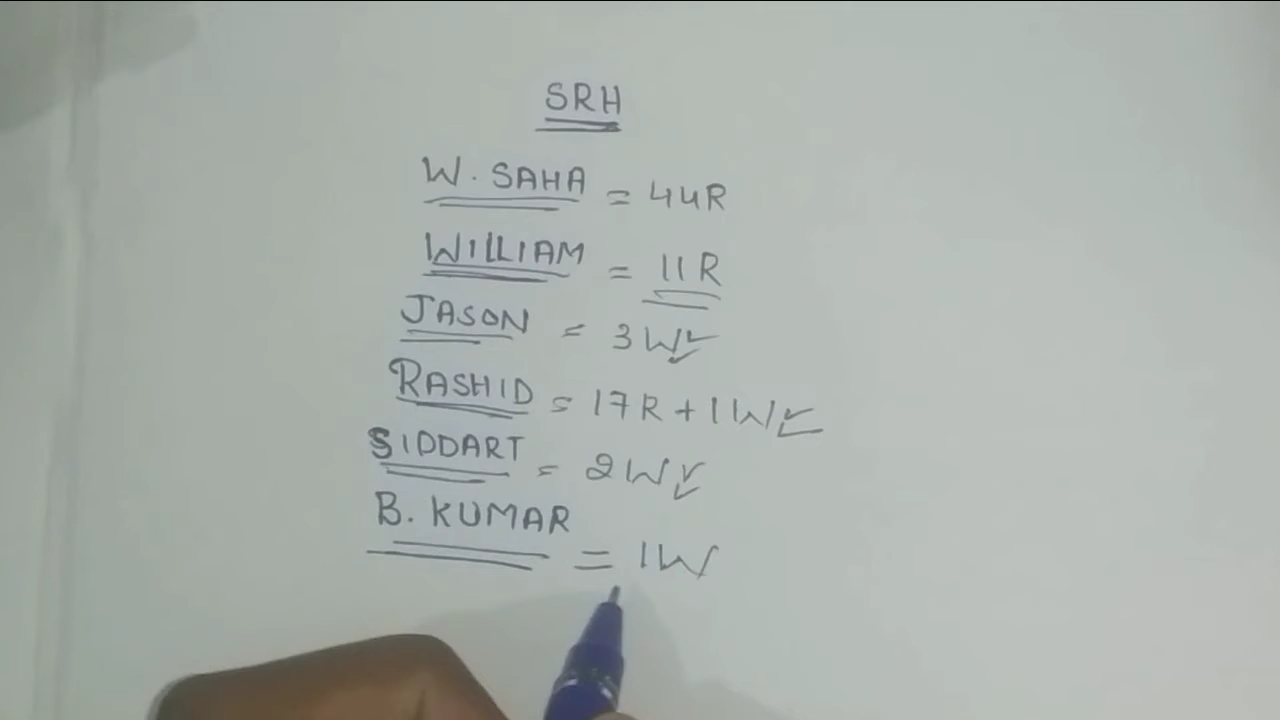 SRH
W. SAHA = 44R
WILLIAM = 11R
JASON = 3W
RASHID = 17R + 1W
SIDDART = 2W
B. KUMAR = 1W